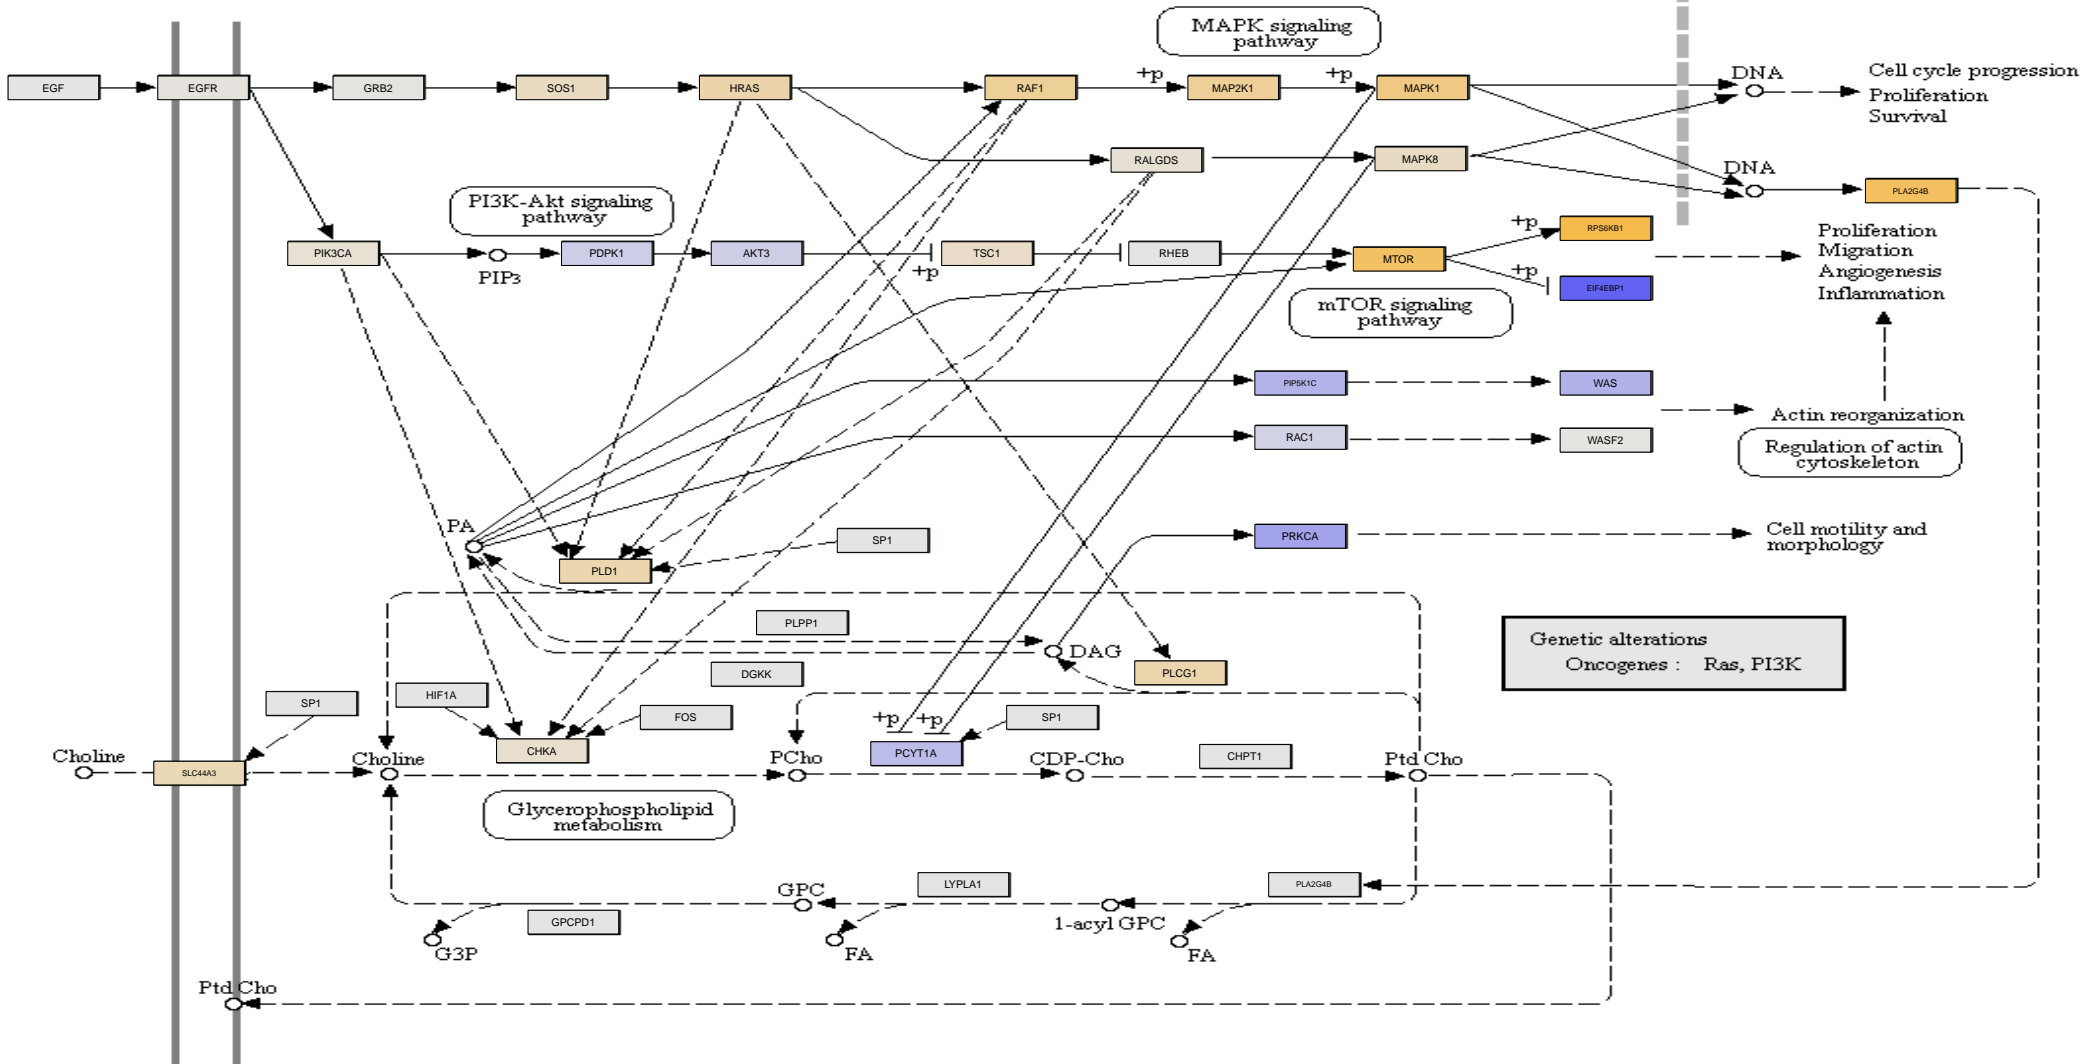 MAPK signaling
pathway
EGF
EGFR
GRB2
SOS1
HRAS
RAF1
+p
MAP2K1
+p
MAPK1
DNA
Cell cycle progression
Proliferation
Survival
RALGDS
MAPK8
DNA
PLA2G4B
PI3K-Akt signaling
pathway
PIK3CA
PIP3
PDPK1
AKT3
+p
TSC1
RHEB
MTOR
+p
RPS6KB1
+p
EIF4EBP1
Proliferation
Migration
Angiogenesis
Inflammation
mTOR signaling
pathway
PIP5K1C
WAS
Actin reorganization
RAC1
WASF2
Regulation of actin
cytoskeleton
PA
SP1
PRKCA
Cell motility and
morphology
PLD1
PLPP1
DAG
DGKK
PLCG1
Genetic alterations
Oncogenes : Ras, PI3K
SP1
HIF1A
FOS
+p
+p
SP1
Choline
SLC44A3
Choline
CHKA
PCho
PCYT1A
CDP-Cho
CHPT1
Ptd Cho
Glycerophospholipid
metabolism
GPC
LYPLA1
PLA2G4B
GPCPD1
1-acyl GPC
G3P
FA
FA
Ptd Cho